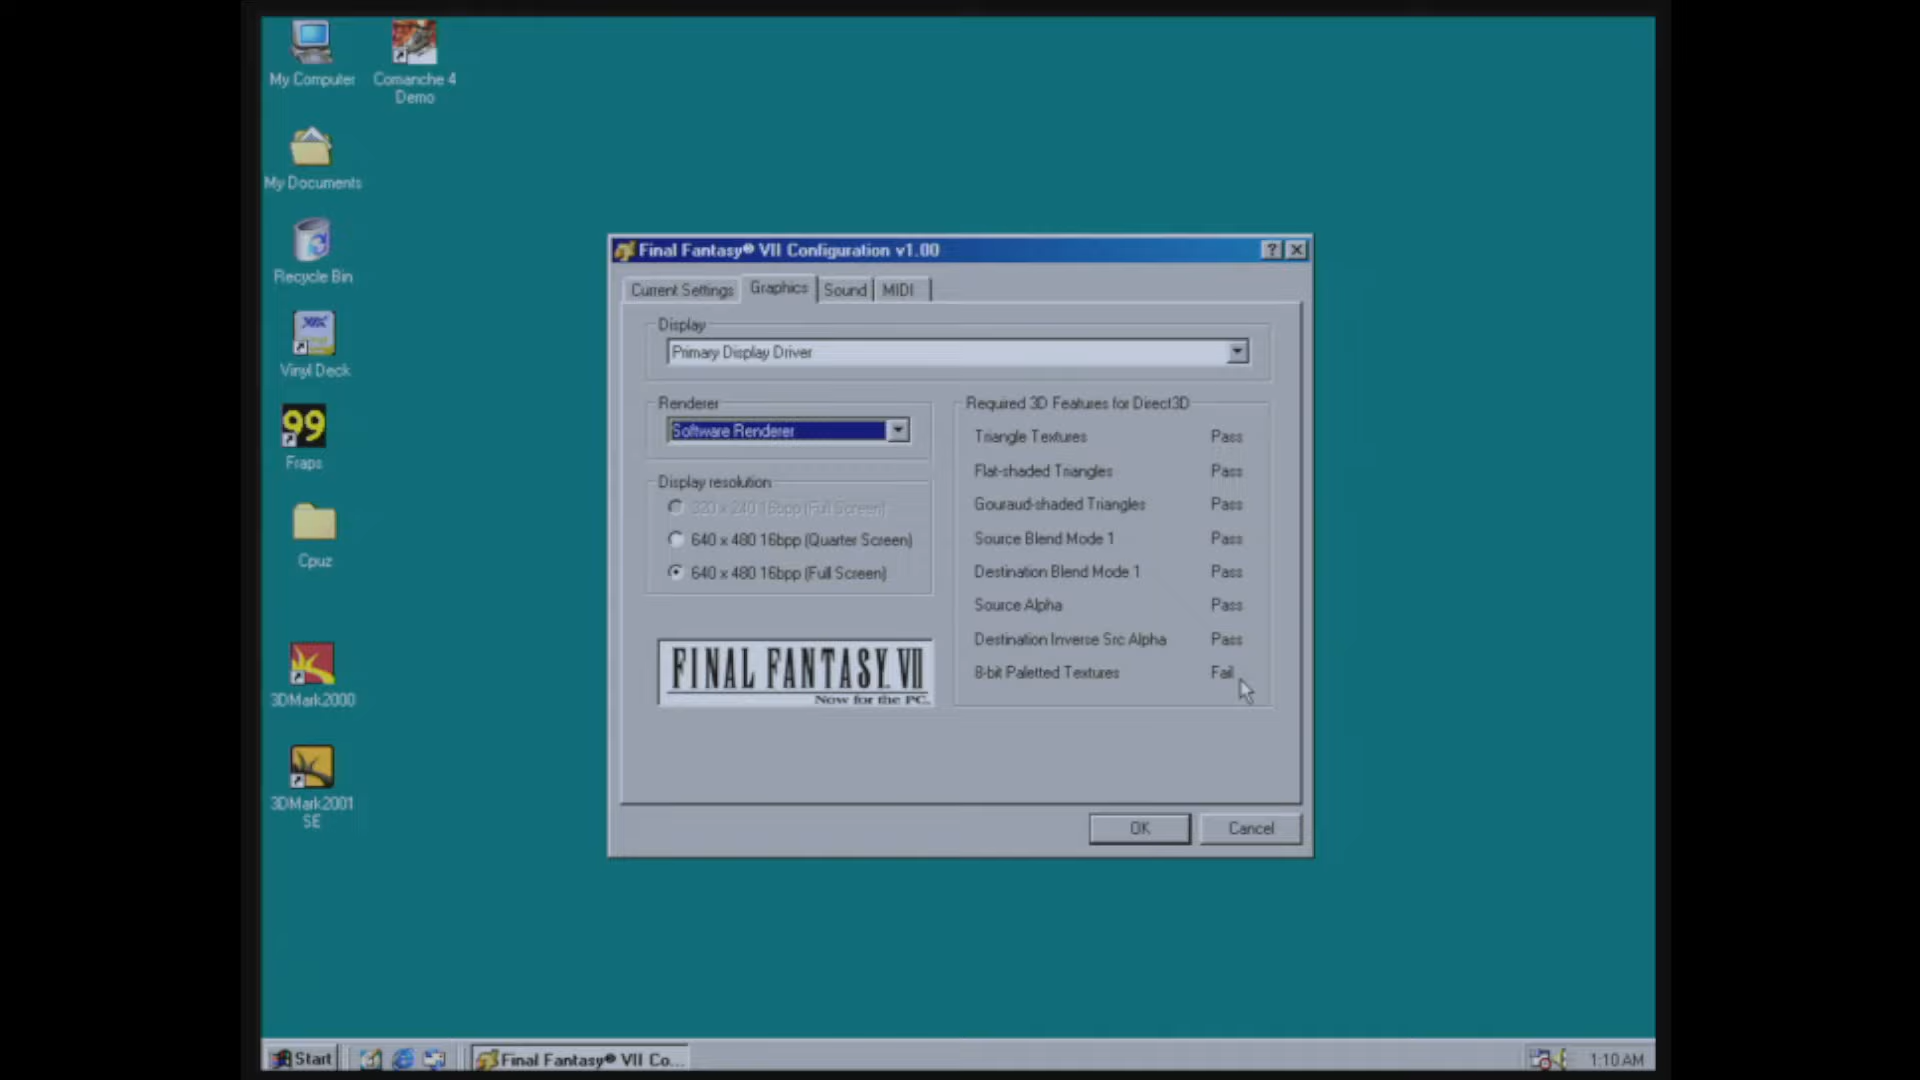 My Computer
Comanche 4
Demo
My Documents
Recycle Bin
Vinyl Deck
99
Fraps
Cpuz
3DMark2000
3DMark2001
SE
Final Fantasy® VII Configuration v1.00
Current Settings
Graphics
Sound
MIDI
Display
Primary Display Driver
Renderer
Software Renderer
Display resolution
320 x 240 16bpp (Full Screen)
640 x 480 16bpp (Quarter Screen)
640 x 480 16bpp (Full Screen)
FINAL FANTASY. VII
Now for the PC.
Required 3D Features for Direct3D
Triangle Textures Pass
Flat-shaded Triangles Pass
Gouraud-shaded Triangles Pass
Source Blend Mode 1 Pass
Destination Blend Mode 1 Pass
Source Alpha Pass
Destination Inverse Src Alpha Pass
8-bit Paletted Textures Fail
OK
Cancel
Start
Final Fantasy® VII Co...
1:10 AM